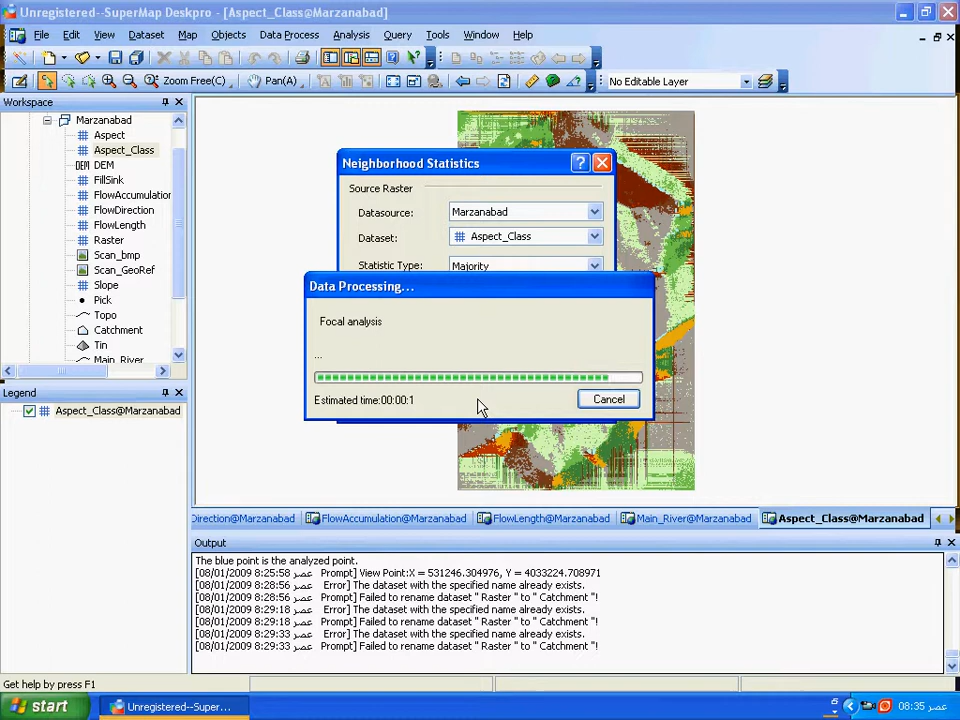 Unregistered--SuperMap Deskpro - [Aspect_Class@Marzanabad]
File Edit View Dataset Map Objects Data Process Analysis Query Tools Window Help
Zoom Free(C) Pan(A) No Editable Layer
Workspace
Marzanabad
Aspect
Aspect_Class
DEM DEM
FillSink
FlowAccumulation
FlowDirection
FlowLength
Raster
Scan_bmp
Scan_GeoRef
Slope
Pick
Topo
Catchment
Tin
Main_River
Legend
Aspect_Class@Marzanabad
Neighborhood Statistics
Source Raster
Datasource: Marzanabad
Dataset: Aspect_Class
Statistic Type: Majority
Data Processing...
Focal analysis
...
Estimated time:00:00:1 Cancel
Direction@Marzanabad FlowAccumulation@Marzanabad FlowLength@Marzanabad Main_River@Marzanabad Aspect_Class@Marzanabad
Output
The blue point is the analyzed point.
[08/01/2009 8:25:58 عصر Prompt] View Point:X = 531246.304976, Y = 4033224.708971
[08/01/2009 8:28:56 عصر Error] The dataset with the specified name already exists.
[08/01/2009 8:28:56 عصر Prompt] Failed to rename dataset " Raster " to " Catchment "!
[08/01/2009 8:29:18 عصر Error] The dataset with the specified name already exists.
[08/01/2009 8:29:18 عصر Prompt] Failed to rename dataset " Raster " to " Catchment "!
[08/01/2009 8:29:33 عصر Error] The dataset with the specified name already exists.
[08/01/2009 8:29:33 عصر Prompt] Failed to rename dataset " Raster " to " Catchment "!
Get help by press F1
start Unregistered--Super... 08:35 عصر